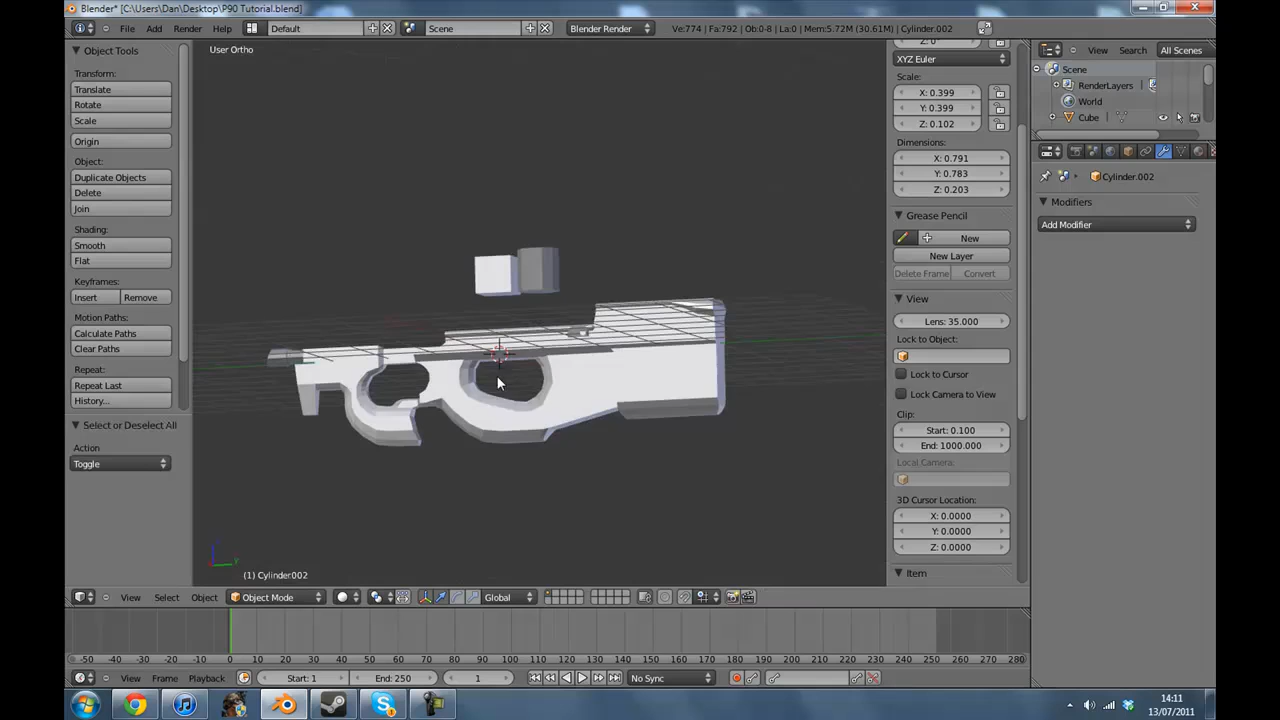 Blender* [C:\Users\Dan\Desktop\P90 Tutorial.blend]
File Add Render Help Default Scene Blender Render Ve:774 | Fa:792 | Ob:0-8 | La:0 | Mem:5.72M (30.61M) | Cylinder.002
Object Tools
Transform:
Translate
Rotate
Scale
Origin
Object:
Duplicate Objects
Delete
Join
Shading:
Smooth
Flat
Keyframes:
Insert Remove
Motion Paths:
Calculate Paths
Clear Paths
Repeat:
Repeat Last
History...
Select or Deselect All
Action
Toggle
User Ortho
(1) Cylinder.002
XYZ Euler
Scale:
X: 0.399
Y: 0.399
Z: 0.102
Dimensions:
X: 0.791
Y: 0.783
Z: 0.203
Grease Pencil
New
New Layer
Delete Frame Convert
View
Lens: 35.000
Lock to Object:
Lock to Cursor
Lock Camera to View
Clip:
Start: 0.100
End: 1000.000
Local Camera:
3D Cursor Location:
X: 0.0000
Y: 0.0000
Z: 0.0000
Item
View Search All Scenes
Scene
RenderLayers
World
Cube
Cylinder.002
Modifiers
Add Modifier
View Select Object Object Mode Global
-50 -40 -30 -20 -10 0 10 20 30 40 50 60 70 80 90 100 110 120 130 140 150 160 170 180 190 200 210 220 230 240 250 260 270 280
View Frame Playback Start: 1 End: 250 1 No Sync
14:11
13/07/2011